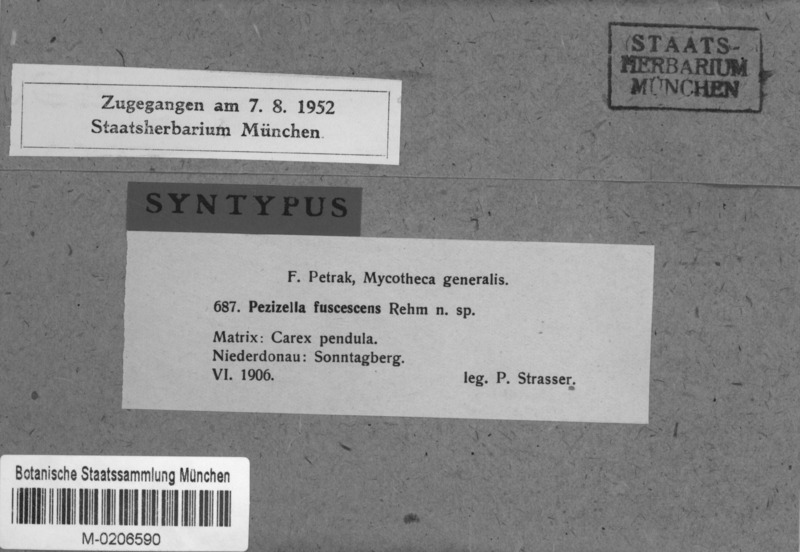 STAATS-
HERBARIUM
MÜNCHEN
Zugegangen am 7. 8. 1952
Staatsherbarium München.
SYNTYPUS
F. Petrak, Mycotheca generalis.
687. Pezizella fuscescens Rehm n. sp.
Matrix: Carex pendula.
Niederdonau: Sonntagberg.
VI. 1906. leg. P. Strasser.
Botanische Staatssammlung München
M-0206590